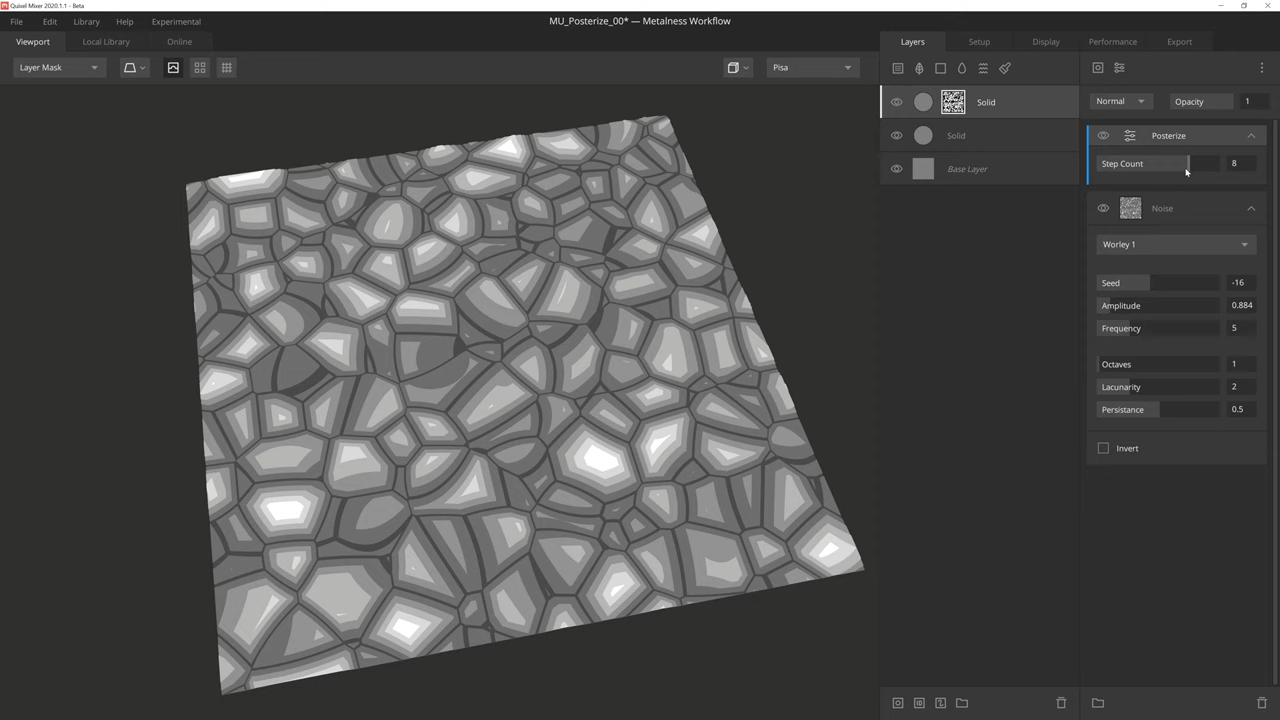 Quixel Mixer 2020.1.1 - Beta
File Edit Library Help Experimental
MU_Posterize_00* — Metalness Workflow
Viewport Local Library Online
Layers Setup Display Performance Export
Layer Mask
Pisa
Normal Opacity 1
Solid
Solid
Base Layer
Posterize
Step Count 8
Noise
Worley 1
Seed -16
Amplitude 0.884
Frequency 5
Octaves 1
Lacunarity 2
Persistance 0.5
Invert